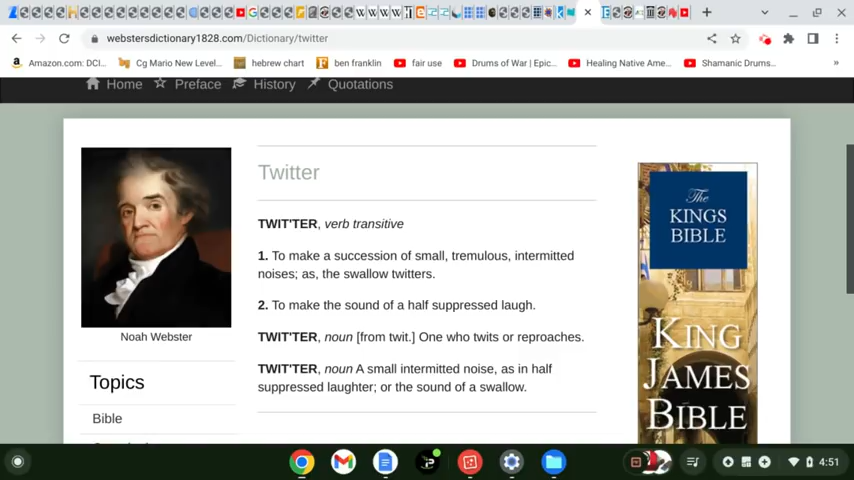 webstersdictionary1828.com/Dictionary/twitter
Amazon.com: DCI... Cg Mario New Level... hebrew chart ben franklin fair use Drums of War | Epic... Healing Native Ame... Shamanic Drums... »
Home Preface History Quotations
Twitter
TWIT'TER, verb transitive
1. To make a succession of small, tremulous, intermitted
noises; as, the swallow twitters.
2. To make the sound of a half suppressed laugh.
TWIT'TER, noun [from twit.] One who twits or reproaches.
TWIT'TER, noun A small intermitted noise, as in half
suppressed laughter; or the sound of a swallow.
Noah Webster
Topics
Bible
The
KINGS
BIBLE
KING
JAMES
BIBLE
4:51